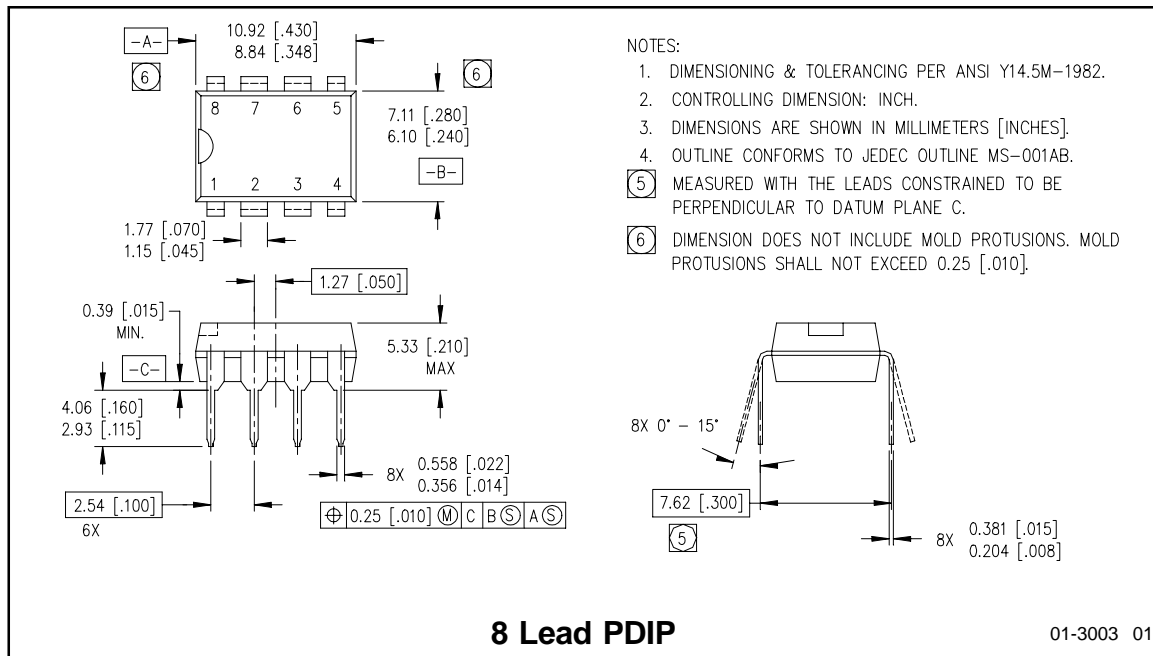 -A-
10.92 [.430]
8.84 [.348]
6
6
8 7 6 5
7.11 [.280]
6.10 [.240]
-B-
1 2 3 4
1.77 [.070]
1.15 [.045]
1.27 [.050]
0.39 [.015]
MIN.
5.33 [.210]
MAX
-C-
4.06 [.160]
2.93 [.115]
8X 0.558 [.022]
0.356 [.014]
2.54 [.100]
6X
⌖ 0.25 [.010] Ⓜ C B Ⓢ A Ⓢ
NOTES:
1. DIMENSIONING & TOLERANCING PER ANSI Y14.5M-1982.
2. CONTROLLING DIMENSION: INCH.
3. DIMENSIONS ARE SHOWN IN MILLIMETERS [INCHES].
4. OUTLINE CONFORMS TO JEDEC OUTLINE MS-001AB.
5 MEASURED WITH THE LEADS CONSTRAINED TO BE
PERPENDICULAR TO DATUM PLANE C.
6 DIMENSION DOES NOT INCLUDE MOLD PROTUSIONS. MOLD
PROTUSIONS SHALL NOT EXCEED 0.25 [.010].
8X 0° - 15°
7.62 [.300]
5
8X 0.381 [.015]
0.204 [.008]
8 Lead PDIP
01-3003 01